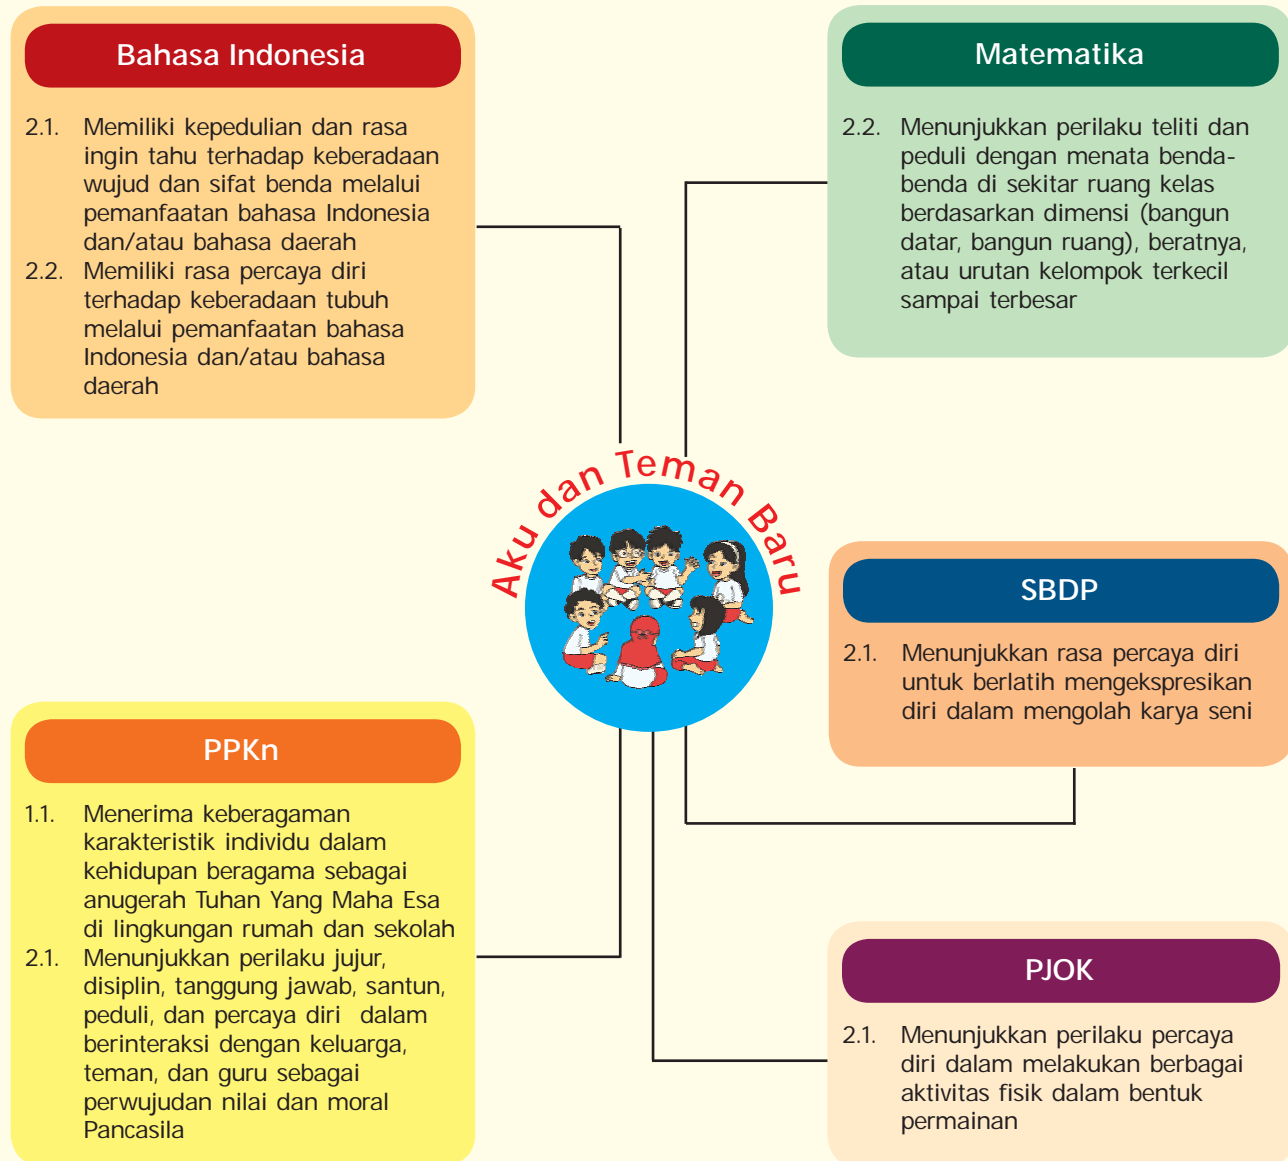 Bahasa Indonesia
2.1. Memiliki kepedulian dan rasa
ingin tahu terhadap keberadaan
wujud dan sifat benda melalui
pemanfaatan bahasa Indonesia
dan/atau bahasa daerah
2.2. Memiliki rasa percaya diri
terhadap keberadaan tubuh
melalui pemanfaatan bahasa
Indonesia dan/atau bahasa
daerah
Matematika
2.2. Menunjukkan perilaku teliti dan
peduli dengan menata benda-
benda di sekitar ruang kelas
berdasarkan dimensi (bangun
datar, bangun ruang), beratnya,
atau urutan kelompok terkecil
sampai terbesar
Aku dan Teman Baru
SBDP
2.1. Menunjukkan rasa percaya diri
untuk berlatih mengekspresikan
diri dalam mengolah karya seni
PPKn
1.1. Menerima keberagaman
karakteristik individu dalam
kehidupan beragama sebagai
anugerah Tuhan Yang Maha Esa
di lingkungan rumah dan sekolah
2.1. Menunjukkan perilaku jujur,
disiplin, tanggung jawab, santun,
peduli, dan percaya diri dalam
berinteraksi dengan keluarga,
teman, dan guru sebagai
perwujudan nilai dan moral
Pancasila
PJOK
2.1. Menunjukkan perilaku percaya
diri dalam melakukan berbagai
aktivitas fisik dalam bentuk
permainan